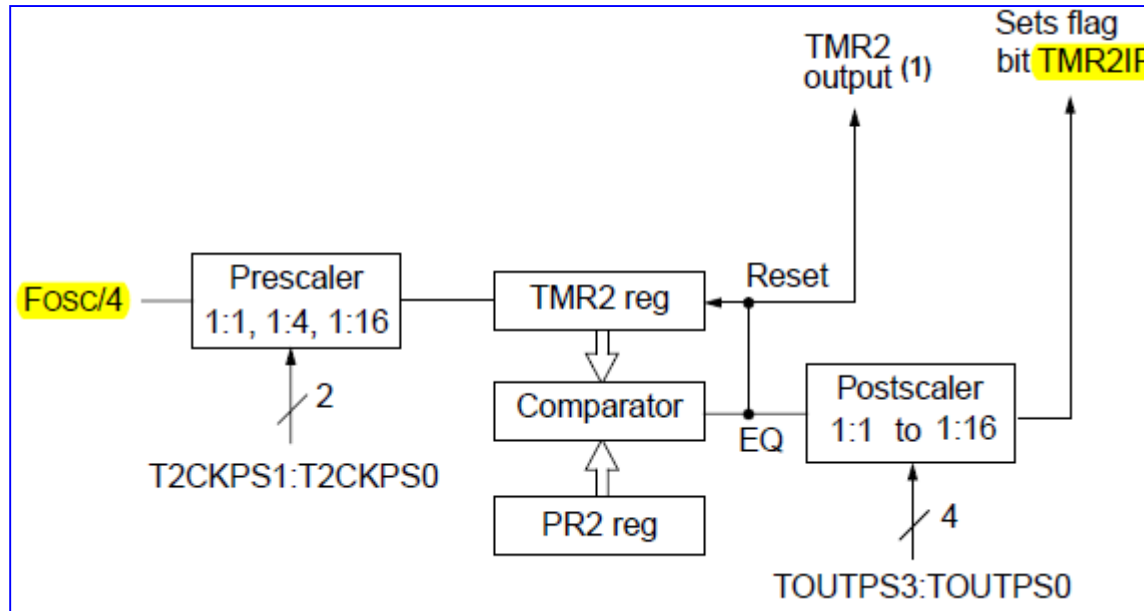 TMR2
output (1)
Sets flag
bit TMR2IF
Fosc/4
Prescaler
1:1, 1:4, 1:16
2
T2CKPS1:T2CKPS0
TMR2 reg
Reset
Comparator
EQ
PR2 reg
Postscaler
1:1 to 1:16
4
TOUTPS3:TOUTPS0